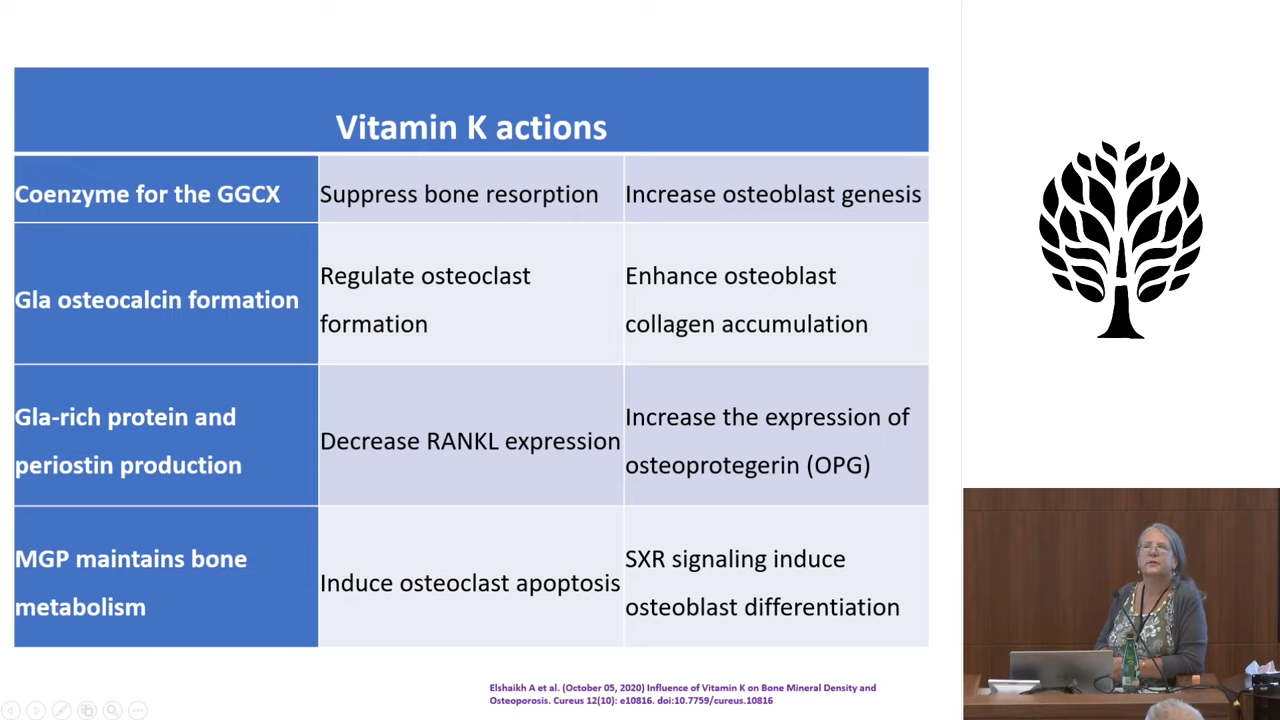 Vitamin K actions
Coenzyme for the GGCX
Suppress bone resorption
Increase osteoblast genesis
Gla osteocalcin formation
Regulate osteoclast
formation
Enhance osteoblast
collagen accumulation
Gla-rich protein and
periostin production
Decrease RANKL expression
Increase the expression of
osteoprotegerin (OPG)
MGP maintains bone
metabolism
Induce osteoclast apoptosis
SXR signaling induce
osteoblast differentiation
Elshaikh A et al. (October 05, 2020) Influence of Vitamin K on Bone Mineral Density and
Osteoporosis. Cureus 12(10): e10816. doi:10.7759/cureus.10816